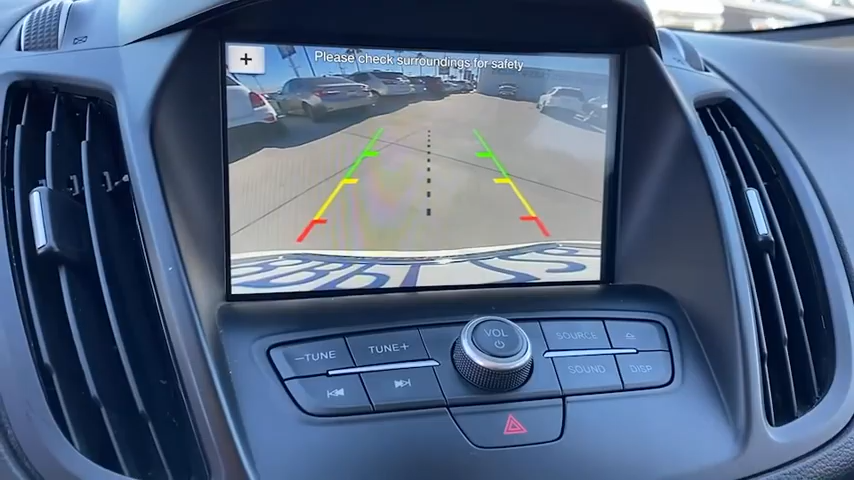 +
Please check surroundings for safety
VOL
−TUNE
TUNE+
SOURCE
SOUND
DISP